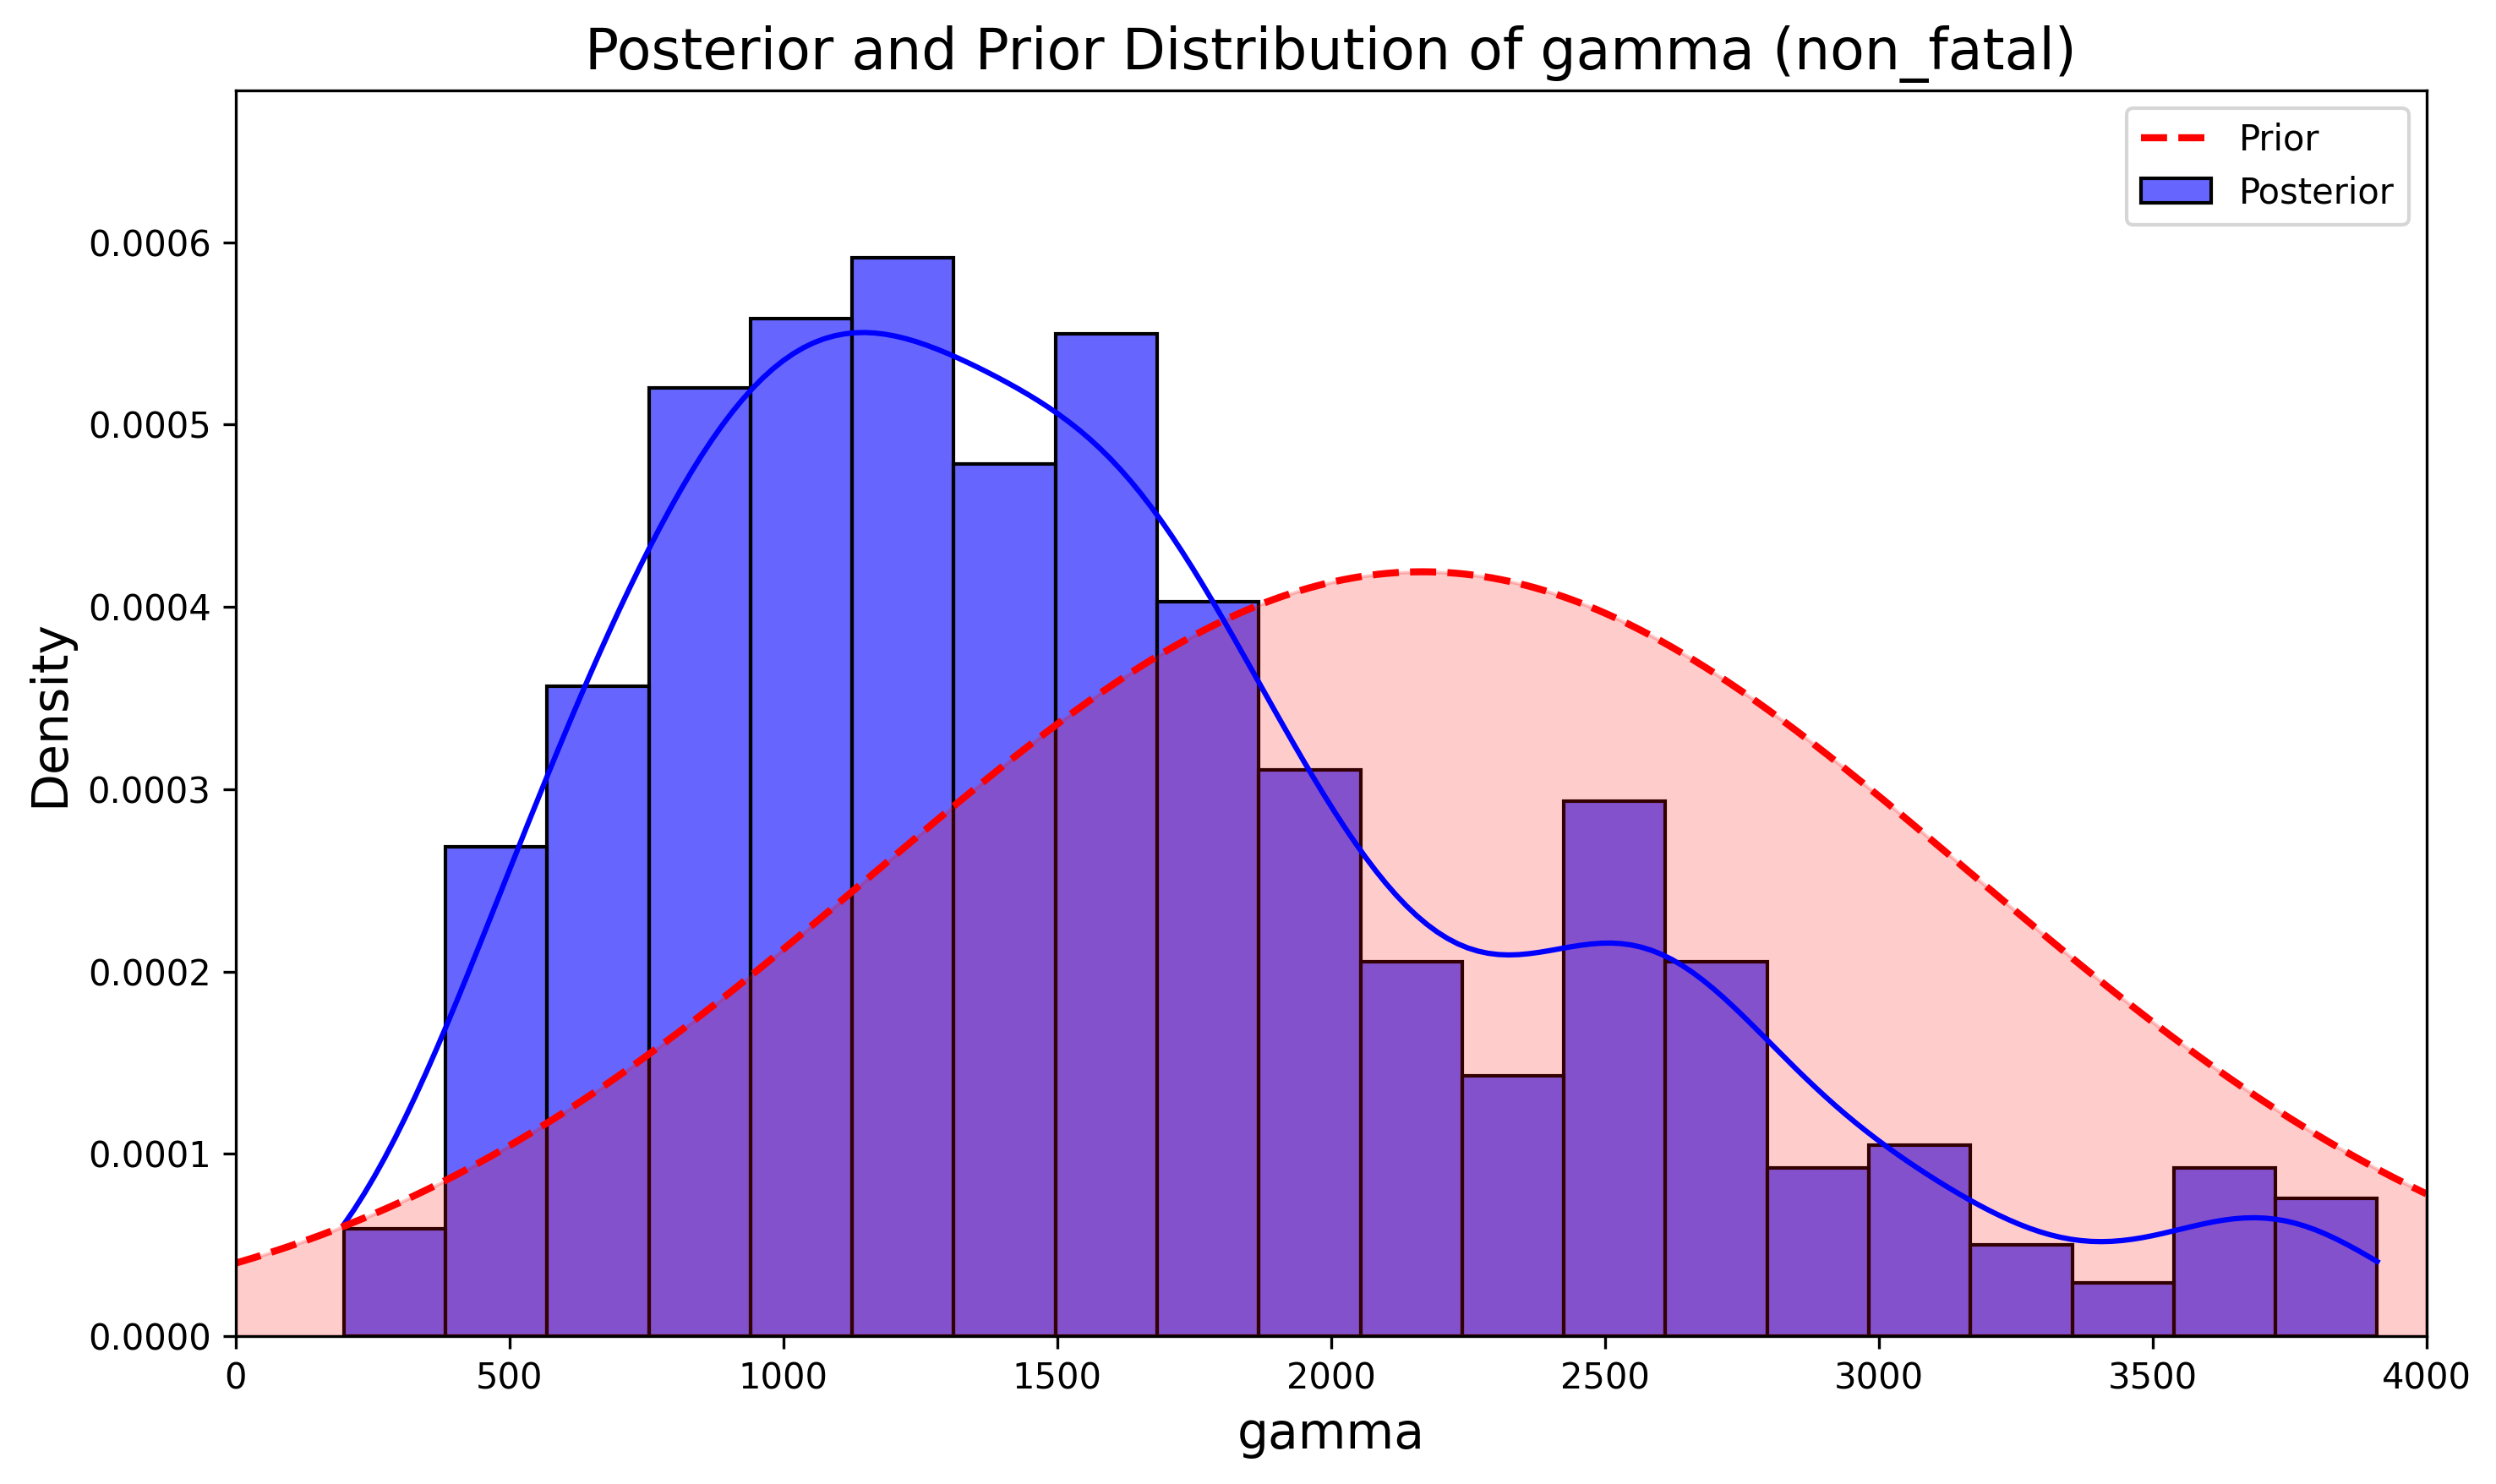 Posterior and Prior Distribution of gamma (non_fatal)
Prior
Posterior
Density
0.0006
0.0005
0.0004
0.0003
0.0002
0.0001
0.0000
0 500 1000 1500 2000 2500 3000 3500 4000
gamma